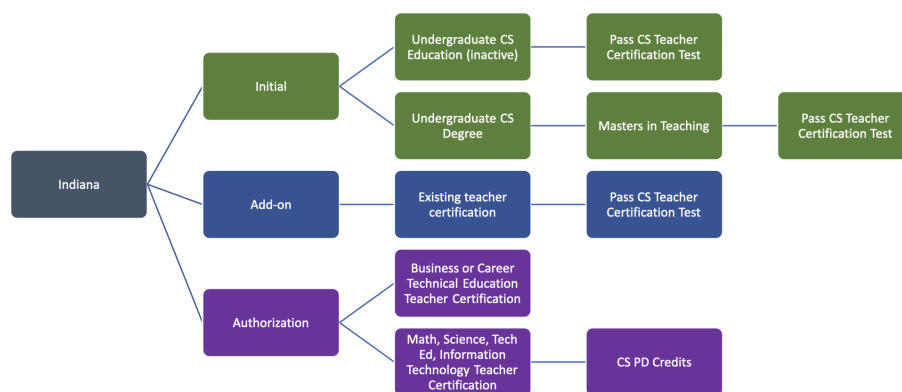 Undergraduate CS
Education (inactive)
Pass CS Teacher
Certification Test
Initial
Undergraduate CS
Degree
Masters in Teaching
Pass CS Teacher
Certification Test
Indiana
Add-on
Existing teacher
certification
Pass CS Teacher
Certification Test
Business or Career
Technical Education
Teacher Certification
Authorization
Math, Science, Tech
Ed, Information
Technology Teacher
Certification
CS PD Credits